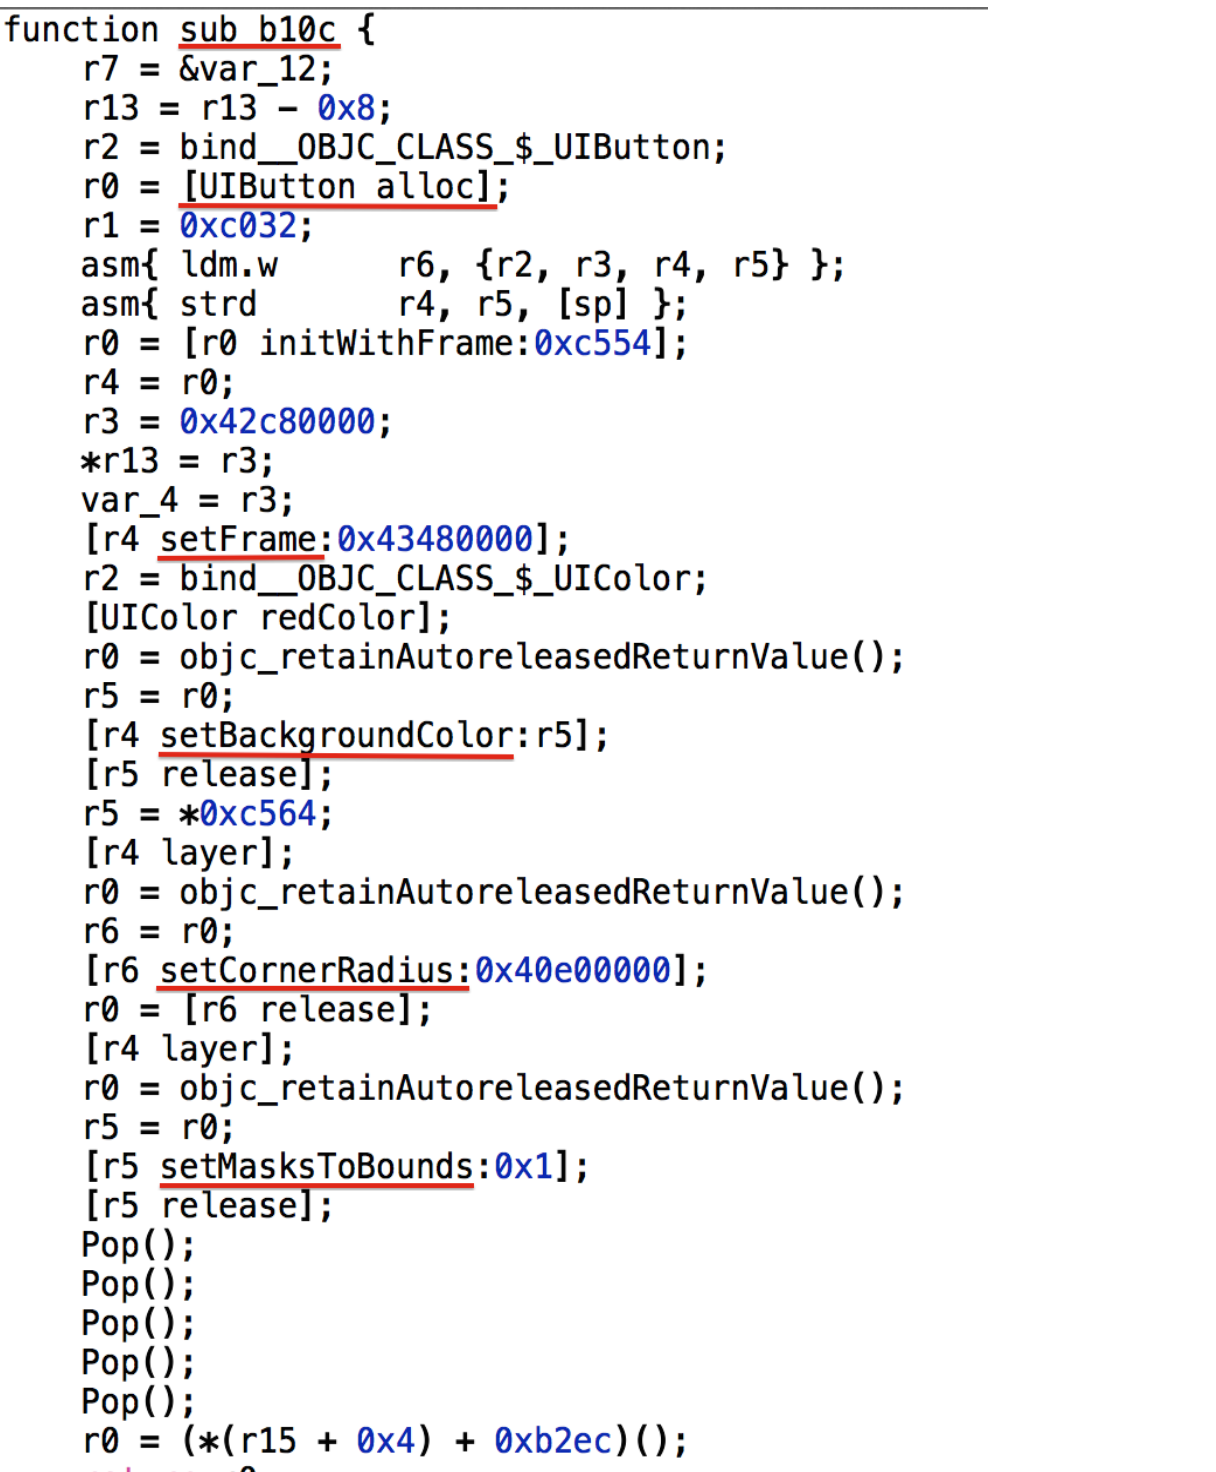 function sub b10c {
r7 = &var_12;
r13 = r13 - 0x8;
r2 = bind__OBJC_CLASS_$_UIButton;
r0 = [UIButton alloc];
r1 = 0xc032;
asm{ ldm.w r6, {r2, r3, r4, r5} };
asm{ strd r4, r5, [sp] };
r0 = [r0 initWithFrame:0xc554];
r4 = r0;
r3 = 0x42c80000;
*r13 = r3;
var_4 = r3;
[r4 setFrame:0x43480000];
r2 = bind__OBJC_CLASS_$_UIColor;
[UIColor redColor];
r0 = objc_retainAutoreleasedReturnValue();
r5 = r0;
[r4 setBackgroundColor:r5];
[r5 release];
r5 = *0xc564;
[r4 layer];
r0 = objc_retainAutoreleasedReturnValue();
r6 = r0;
[r6 setCornerRadius:0x40e00000];
r0 = [r6 release];
[r4 layer];
r0 = objc_retainAutoreleasedReturnValue();
r5 = r0;
[r5 setMasksToBounds:0x1];
[r5 release];
Pop();
Pop();
Pop();
Pop();
Pop();
r0 = (*(r15 + 0x4) + 0xb2ec)();